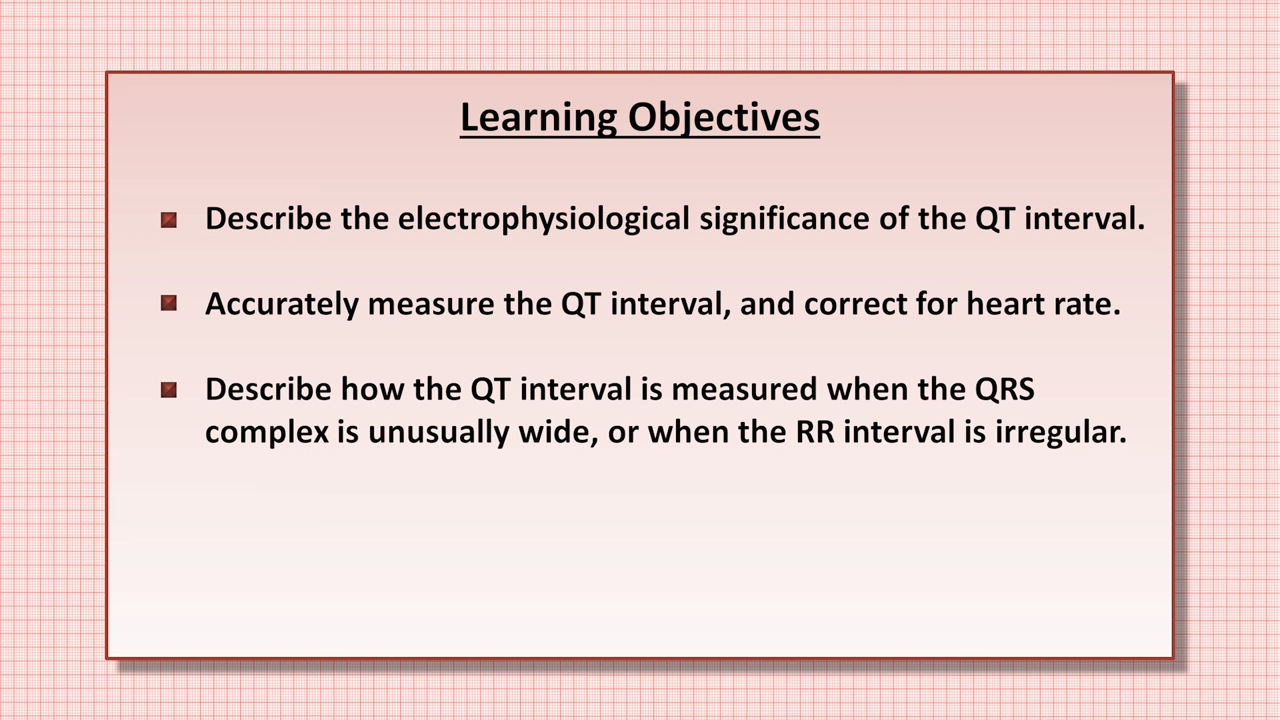 Learning Objectives
Describe the electrophysiological significance of the QT interval.
Accurately measure the QT interval, and correct for heart rate.
Describe how the QT interval is measured when the QRS
complex is unusually wide, or when the RR interval is irregular.